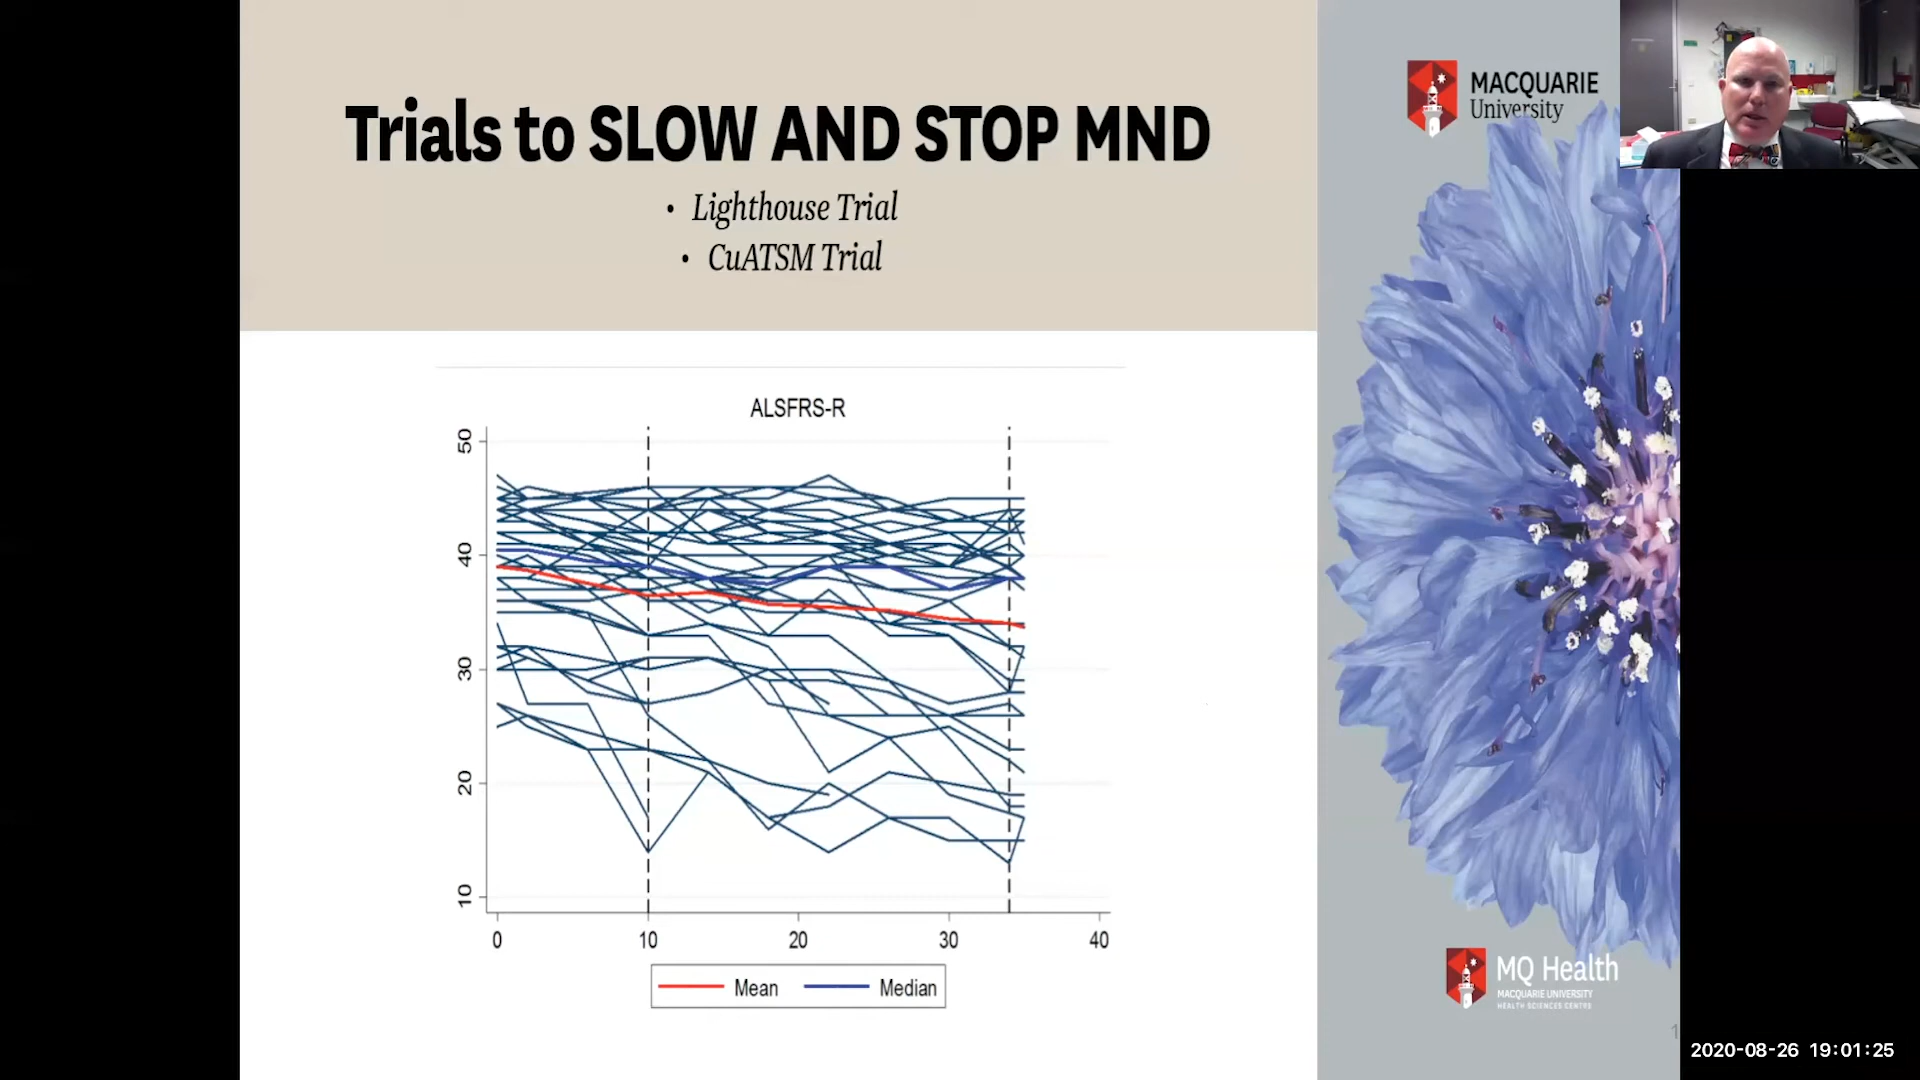 Trials to SLOW AND STOP MND
• Lighthouse Trial
• CuATSM Trial
MACQUARIE
University
ALSFRS-R
50
40
30
20
10
0 10 20 30 40
Mean Median
MQ Health
MACQUARIE UNIVERSITY
HEALTH SCIENCES CENTRE
1
2020-08-26 19:01:25